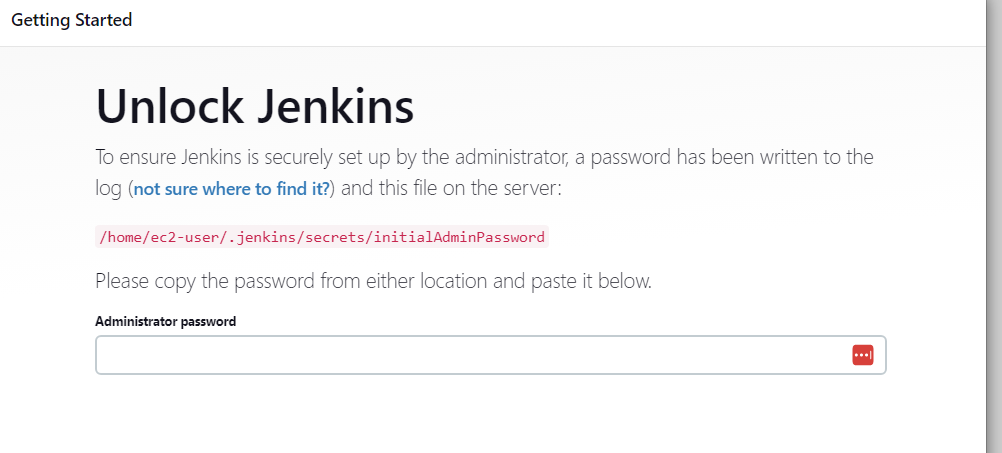 Getting Started
Unlock Jenkins
To ensure Jenkins is securely set up by the administrator, a password has been written to the
log (not sure where to find it?) and this file on the server:
/home/ec2-user/.jenkins/secrets/initialAdminPassword
Please copy the password from either location and paste it below.
Administrator password